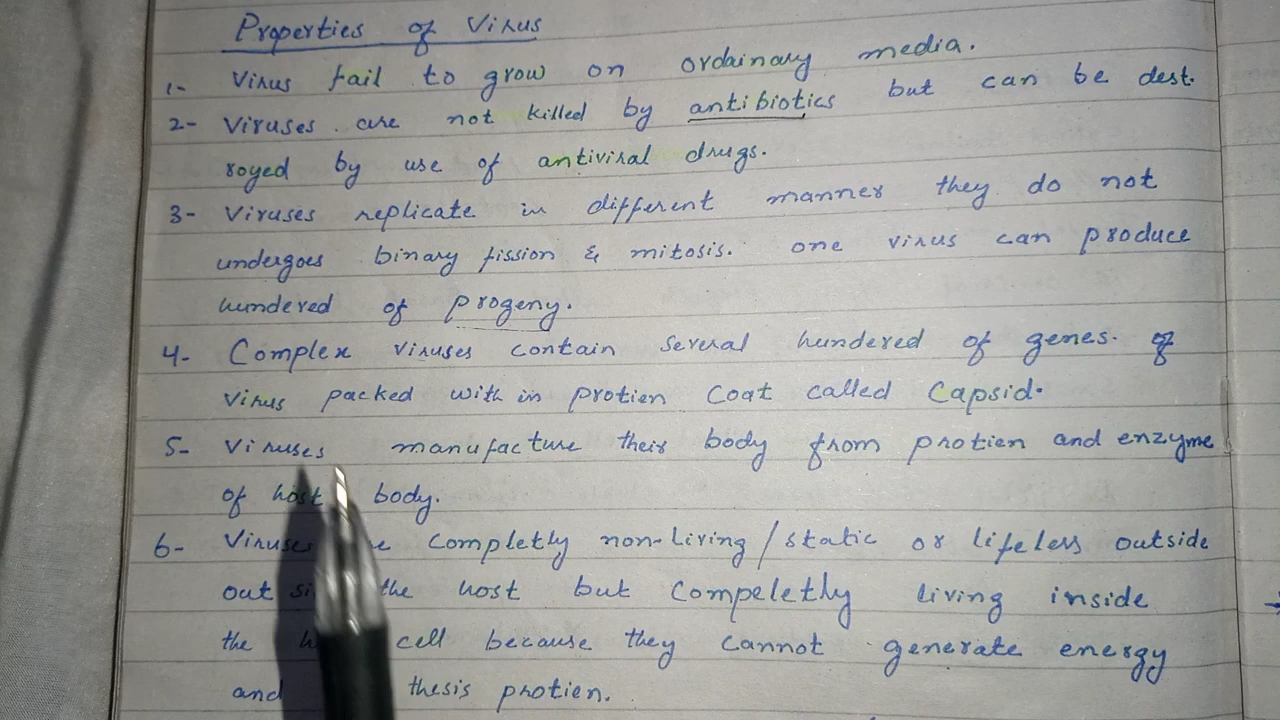 Properties of Virus
1- Virus fail to grow on ordainary media.
2- Viruses are not killed by antibiotics but can be dest.
royed by use of antiviral drugs.
3- Viruses replicate in different manner they do not
undergoes binary fission & mitosis. one virus can produce
hundered of progeny.
4- Complex viruses contain several hundered of genes. of
virus packed with in protien Coat called Capsid.
5- Viruses manufacture their body from protien and enzyme
of host body.
6- Viruses completly non-living/static or lifeless outside
out the host but Compeletly living inside
the cell because they cannot generate energy
and thesis protien.